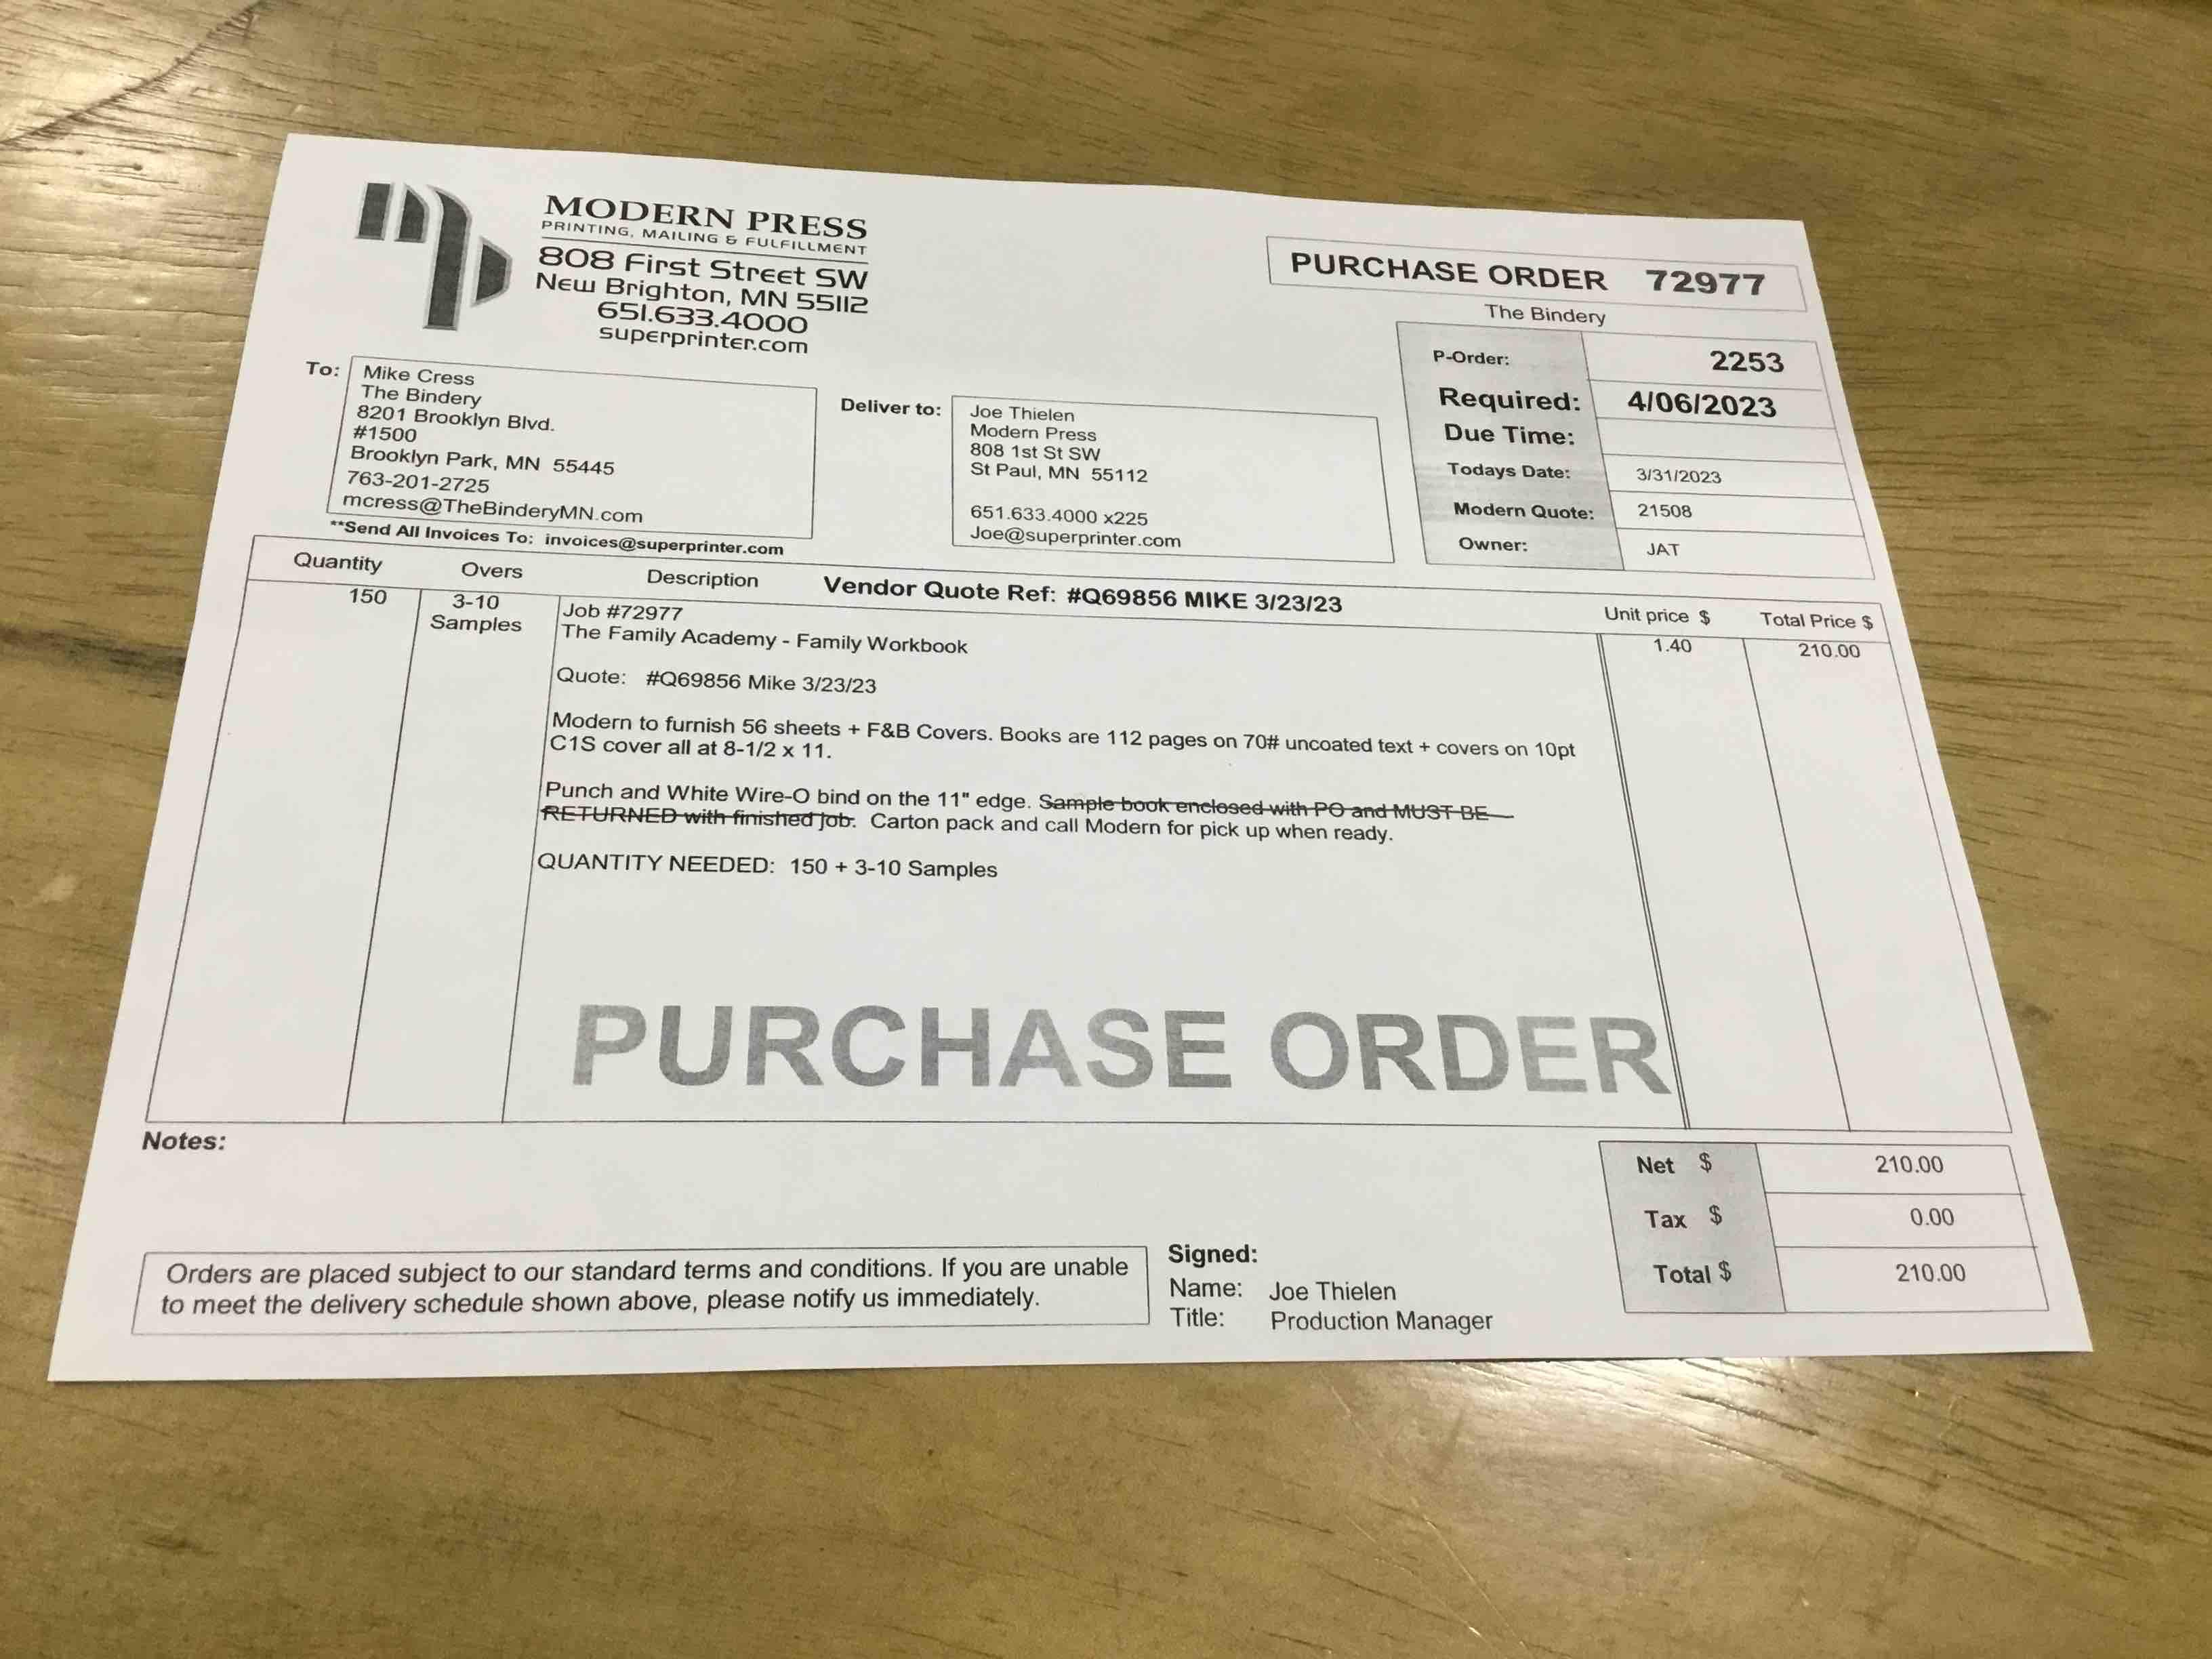 MODERN PRESS
PRINTING, MAILING & FULFILLMENT
808 First Street SW
New Brighton, MN 55112
651.633.4000
superprinter.com
PURCHASE ORDER 72977
The Bindery
P-Order: 2253
Required: 4/06/2023
Due Time:
Todays Date: 3/31/2023
Modern Quote: 21508
Owner: JAT
To: Mike Cress
The Bindery
8201 Brooklyn Blvd.
#1500
Brooklyn Park, MN 55445
763-201-2725
mcress@TheBinderyMN.com
**Send All Invoices To: invoices@superprinter.com
Deliver to: Joe Thielen
Modern Press
808 1st St SW
St Paul, MN 55112
651.633.4000 x225
Joe@superprinter.com
Quantity Overs Description Vendor Quote Ref: #Q69856 MIKE 3/23/23 Unit price $ Total Price $
150 3-10 Job #72977 1.40 210.00
Samples The Family Academy - Family Workbook
Quote: #Q69856 Mike 3/23/23
Modern to furnish 56 sheets + F&B Covers. Books are 112 pages on 70# uncoated text + covers on 10pt
C1S cover all at 8-1/2 x 11.
Punch and White Wire-O bind on the 11" edge. Sample book enclosed with PO and MUST BE
RETURNED with finished job. Carton pack and call Modern for pick up when ready.
QUANTITY NEEDED: 150 + 3-10 Samples
PURCHASE ORDER
Notes:
Net $ 210.00
Tax $ 0.00
Total $ 210.00
Orders are placed subject to our standard terms and conditions. If you are unable
to meet the delivery schedule shown above, please notify us immediately.
Signed:
Name: Joe Thielen
Title: Production Manager